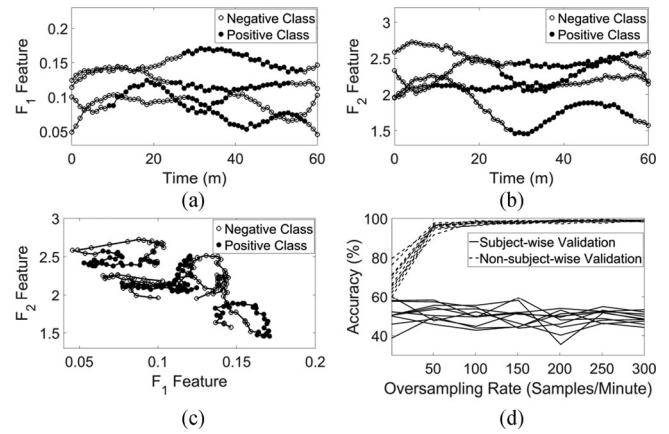 Negative Class
Positive Class
F1 Feature
0.2
0.15
0.1
0.05
0
20
40
60
Time (m)
(a)
Negative Class
Positive Class
F2 Feature
3
2.5
2
1.5
0
20
40
60
Time (m)
(b)
Negative Class
Positive Class
F2 Feature
3
2.5
2
1.5
0.05
0.1
0.15
0.2
F1 Feature
(c)
Subject-wise Validation
Non-subject-wise Validation
Accuracy (%)
100
80
60
40
50
100
150
200
250
300
Oversampling Rate (Samples/Minute)
(d)